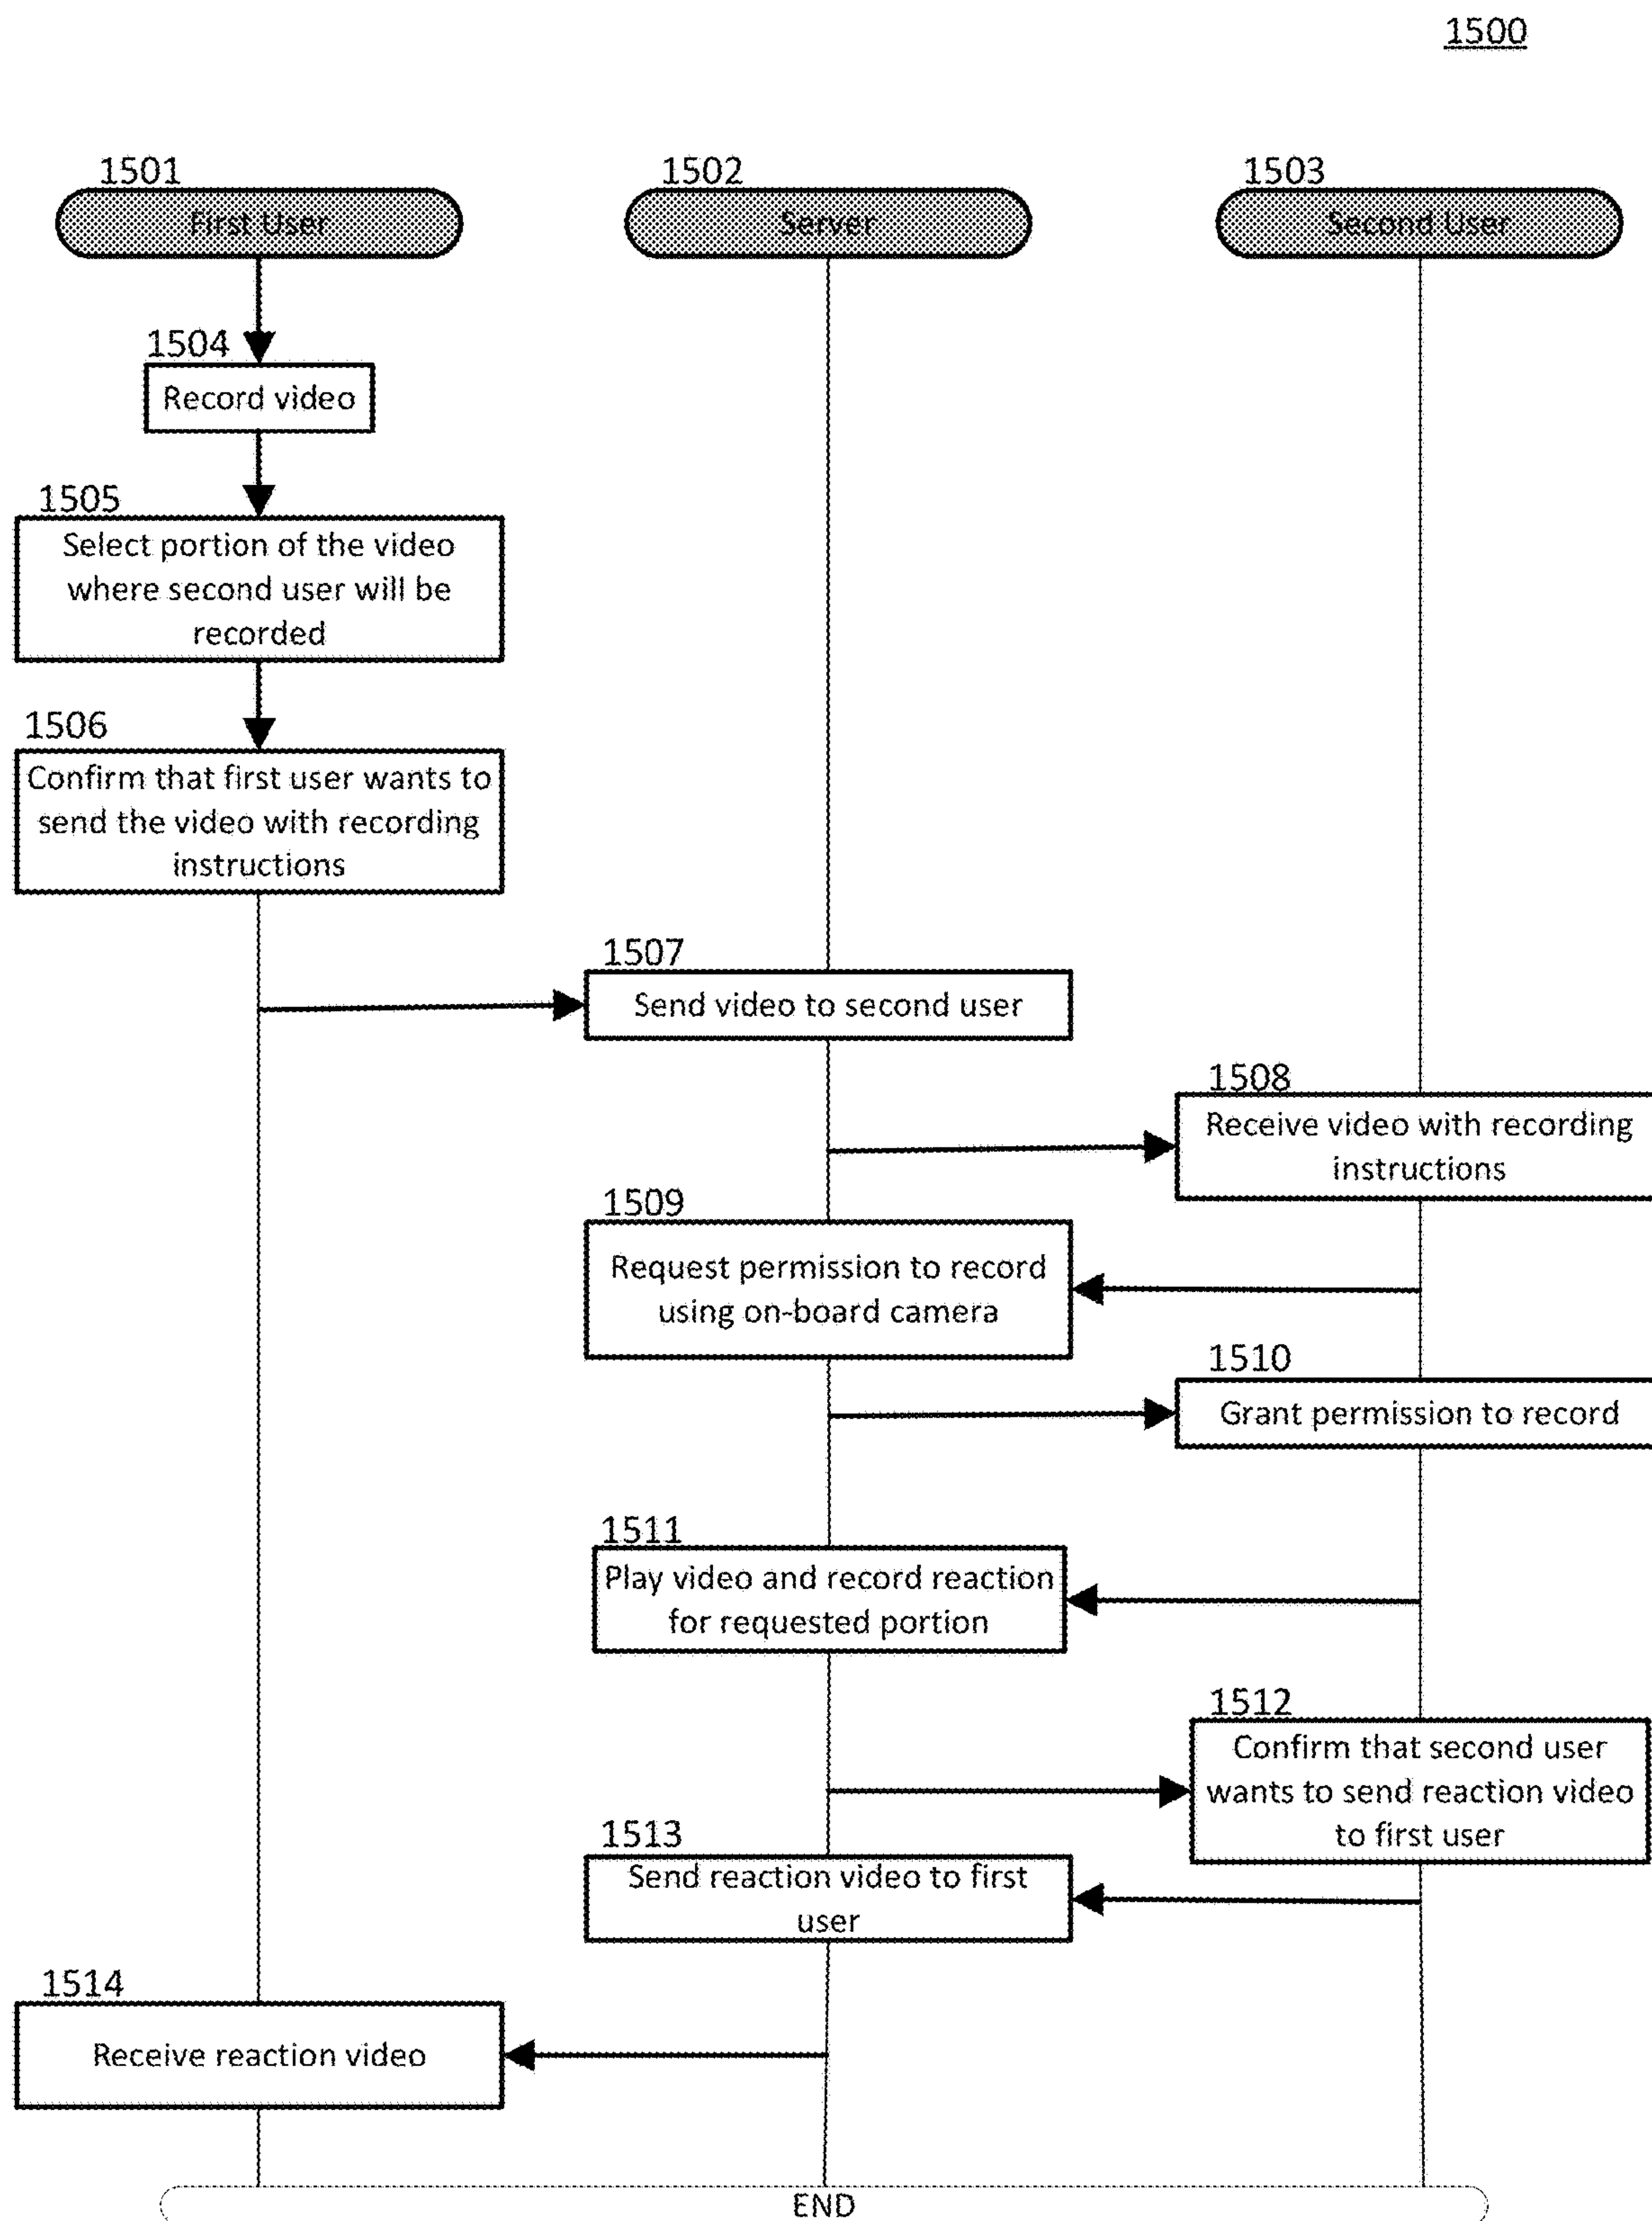 1500
1501
First User
1502
Server
1503
Second User
1504
Record video
1505
Select portion of the video
where second user will be
recorded
1506
Confirm that first user wants to
send the video with recording
instructions
1507
Send video to second user
1508
Receive video with recording
instructions
1509
Request permission to record
using on-board camera
1510
Grant permission to record
1511
Play video and record reaction
for requested portion
1512
Confirm that second user
wants to send reaction video
to first user
1513
Send reaction video to first
user
1514
Receive reaction video
END